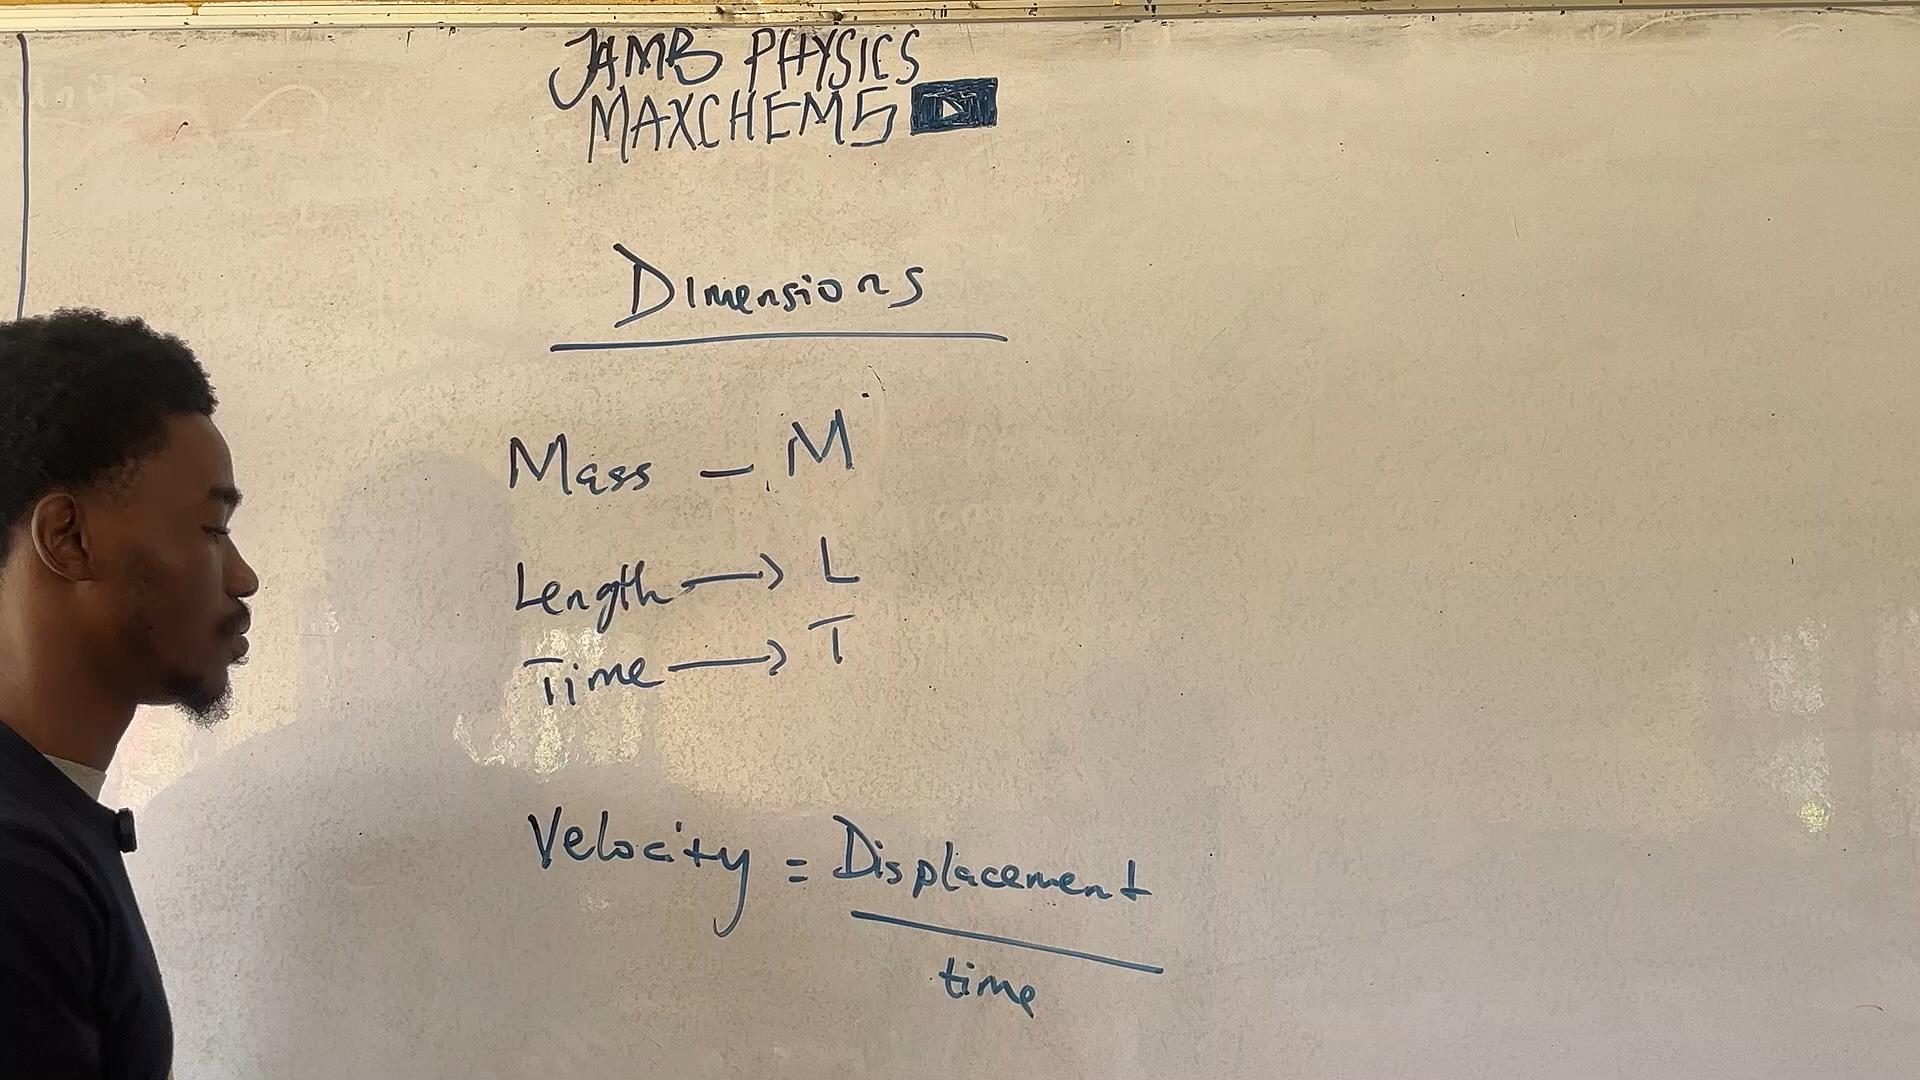 JAMB PHYSICS
MAXCHEM5
Dimensions
Mass – M
Length → L
Time → T
Velocity = Displacement
time